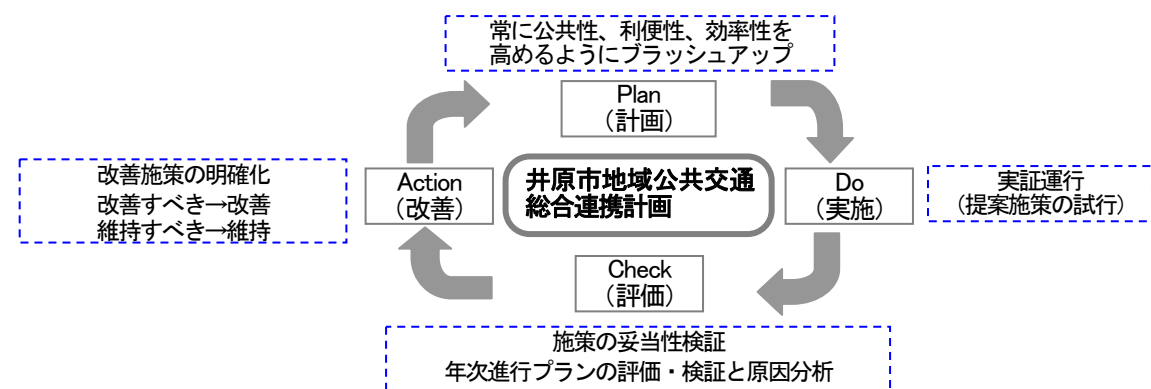 常に公共性、利便性、効率性を
高めるようにブラッシュアップ
Plan
（計画）
改善施策の明確化
改善すべき→改善
維持すべき→維持
Action
（改善）
井原市地域公共交通
総合連携計画
Do
（実施）
実証運行
（提案施策の試行）
Check
（評価）
施策の妥当性検証
年次進行プランの評価・検証と原因分析